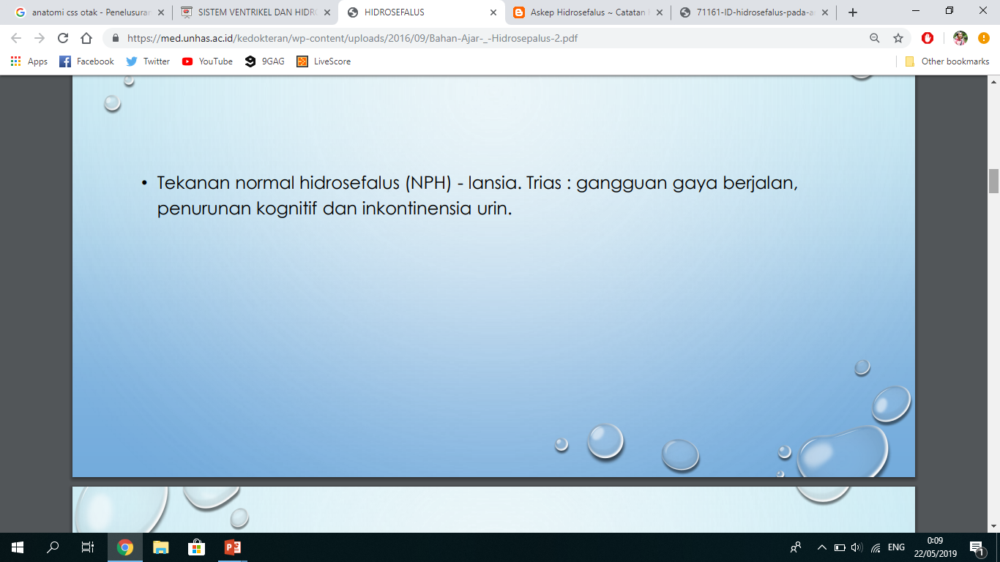 anatomi css otak - Penelusuran
SISTEM VENTRIKEL DAN HIDRO
HIDROSEFALUS
Askep Hidrosefalus ~ Catatan
71161-ID-hidrosefalus-pada-a
https://med.unhas.ac.id/kedokteran/wp-content/uploads/2016/09/Bahan-Ajar-_-Hidrosepalus-2.pdf
Apps Facebook Twitter YouTube 9GAG LiveScore Other bookmarks
• Tekanan normal hidrosefalus (NPH) - lansia. Trias : gangguan gaya berjalan,
penurunan kognitif dan inkontinensia urin.
ENG
0:09
22/05/2019
1